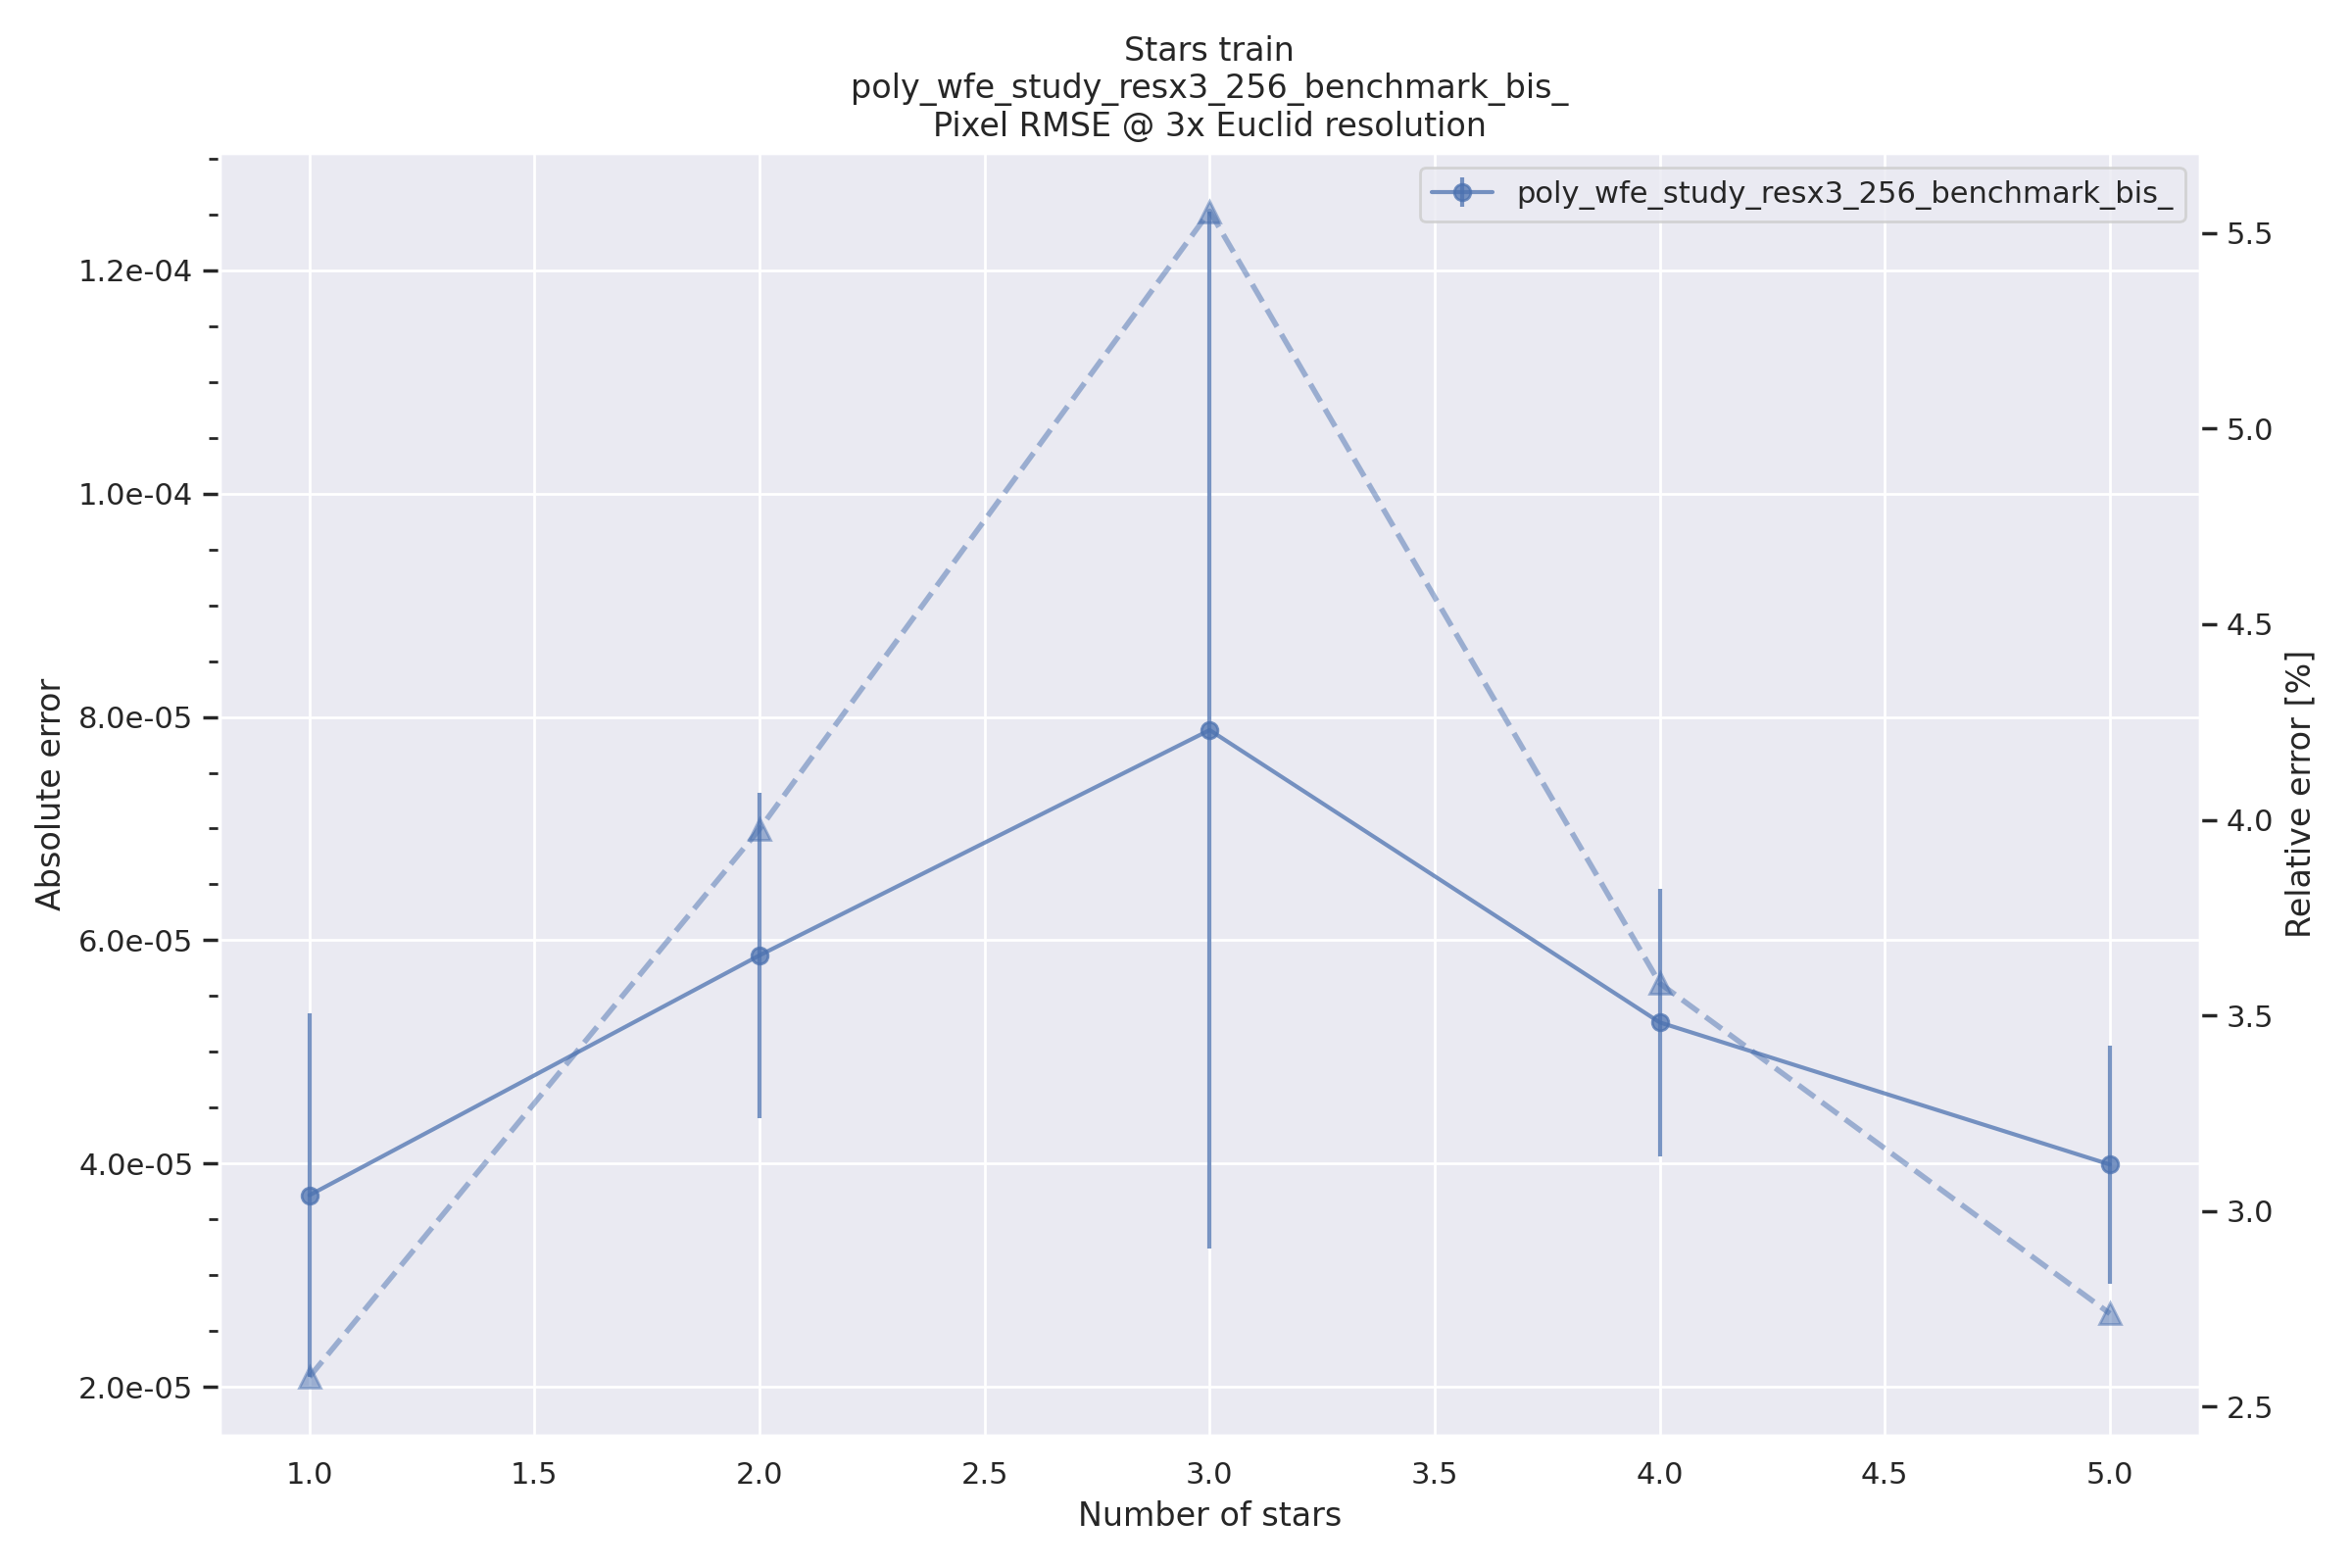 Stars train
poly_wfe_study_resx3_256_benchmark_bis_
Pixel RMSE @ 3x Euclid resolution
poly_wfe_study_resx3_256_benchmark_bis_
Absolute error
1.2e-04
1.0e-04
8.0e-05
6.0e-05
4.0e-05
2.0e-05
5.5
5.0
4.5
4.0
3.5
3.0
2.5
Relative error [%]
1.0 1.5 2.0 2.5 3.0 3.5 4.0 4.5 5.0
Number of stars